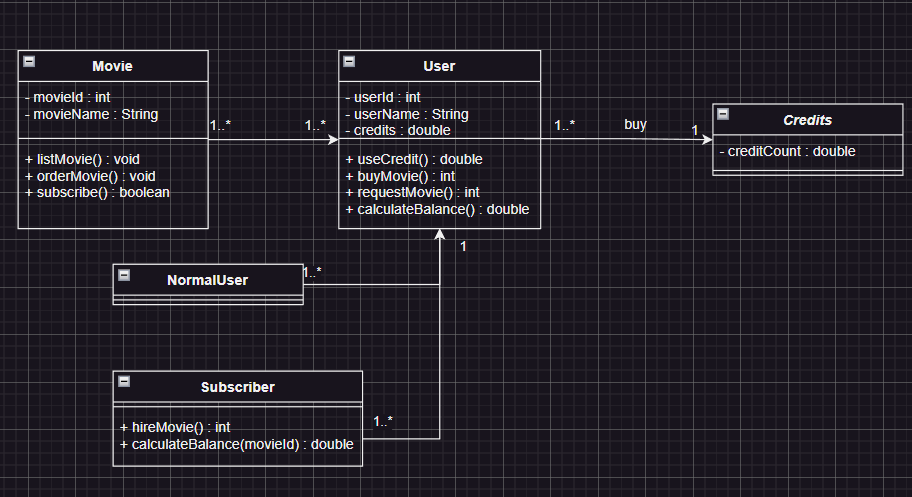 Movie
- movieId : int
- movieName : String
+ listMovie() : void
+ orderMovie() : void
+ subscribe() : boolean
1..*
1..*
User
- userId : int
- userName : String
- credits : double
+ useCredit() : double
+ buyMovie() : int
+ requestMovie() : int
+ calculateBalance() : double
1..*
buy
1
Credits
- creditCount : double
1
NormalUser
1..*
Subscriber
+ hireMovie() : int
+ calculateBalance(movieId) : double
1..*